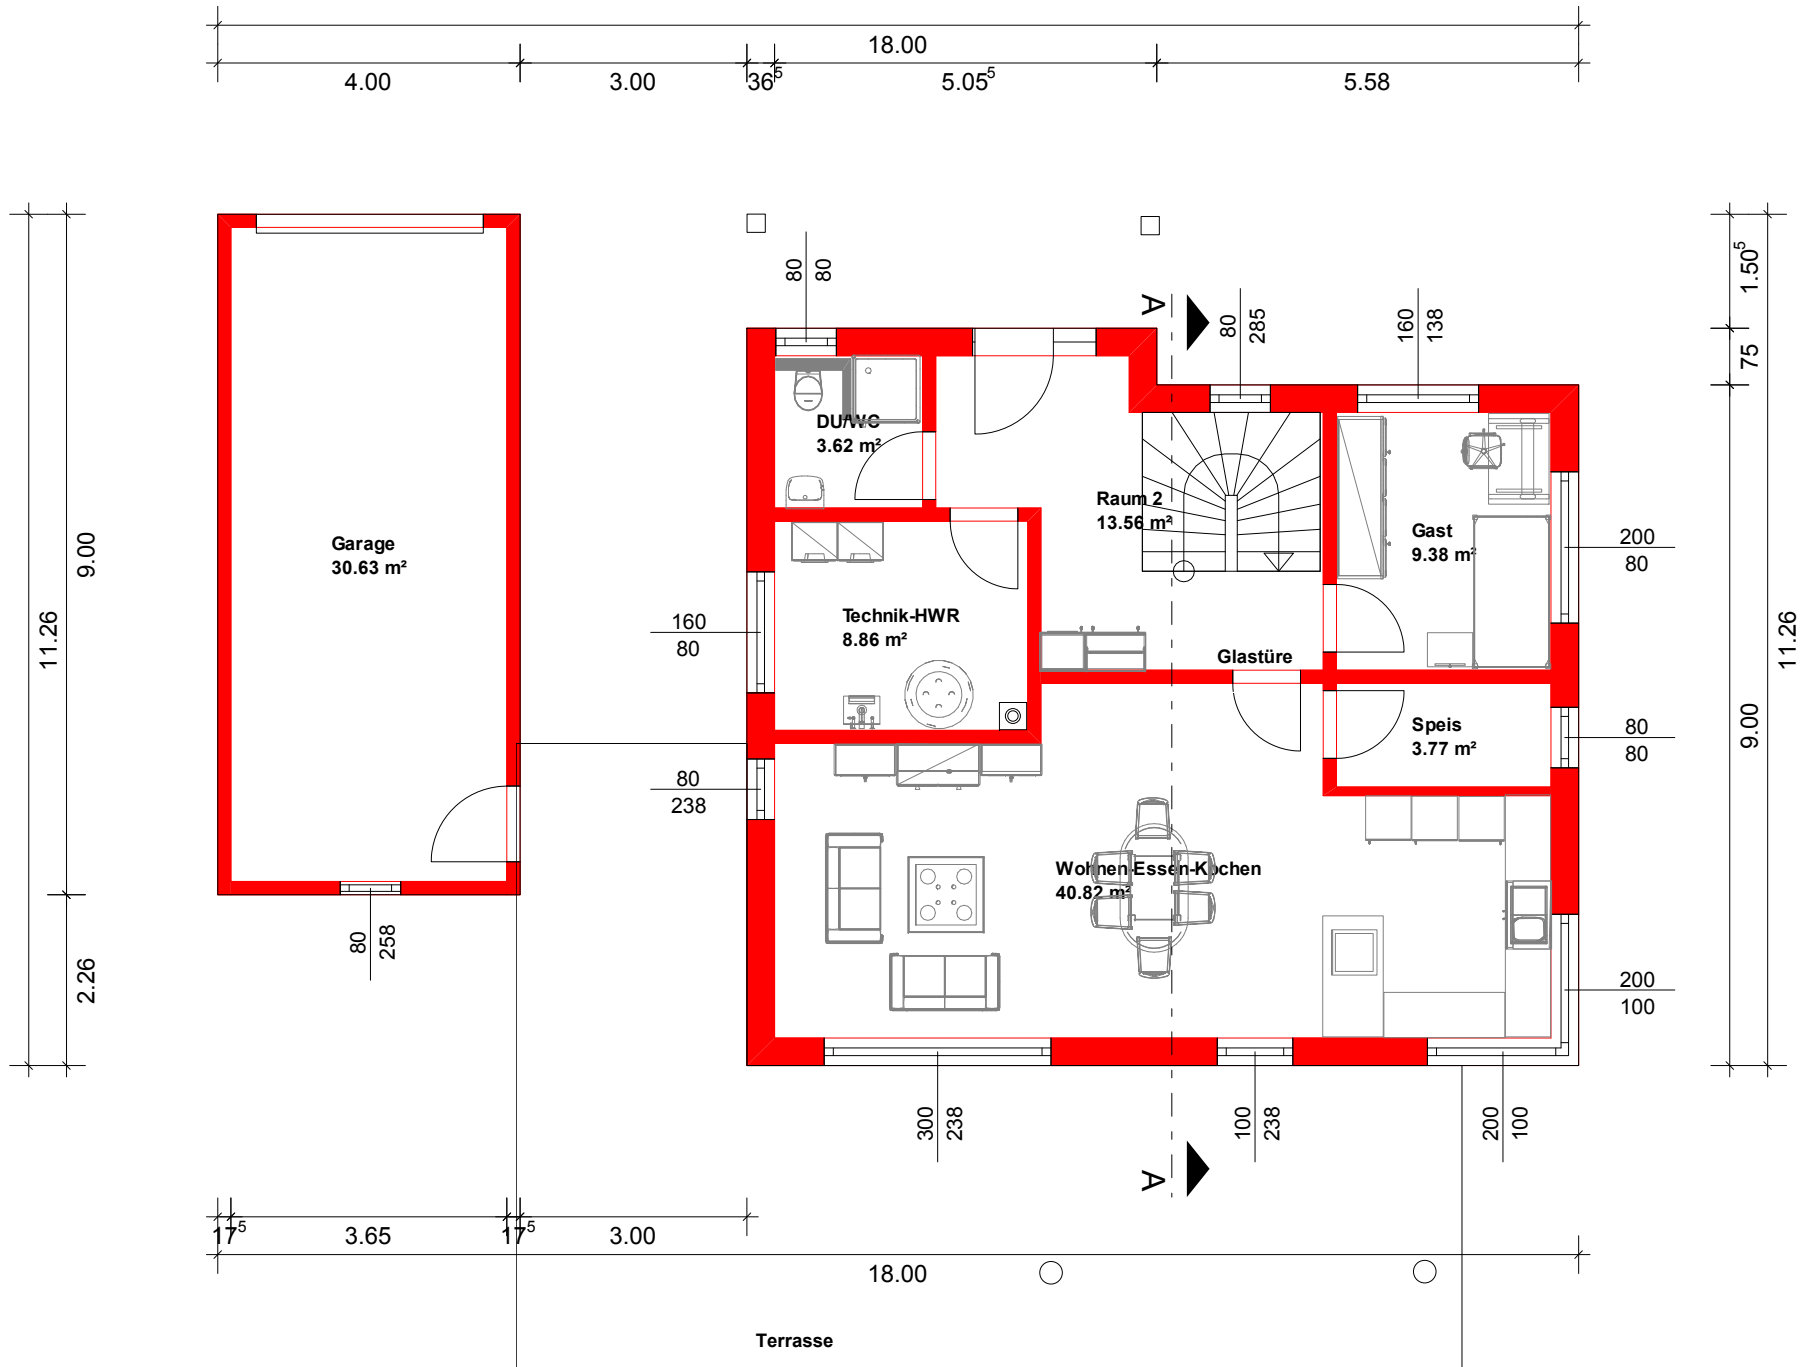 18.00
4.00 3.00 36⁵ 5.05⁵ 5.58
80 80
A
80 285
160 138
1.50⁵
75
9.00
11.26
2.26
DU/WC
3.62 m²
Raum 2
13.56 m²
Gast
9.38 m²
200
80
Garage
30.63 m²
Technik-HWR
8.86 m²
160
80
Glastüre
11.26
9.00
Speis
3.77 m²
80
80
80
238
Wohnen-Essen-Kochen
40.82 m²
80 258
200
100
300 238
100 238
200 100
A
17⁵ 3.65 17⁵ 3.00
18.00
Terrasse